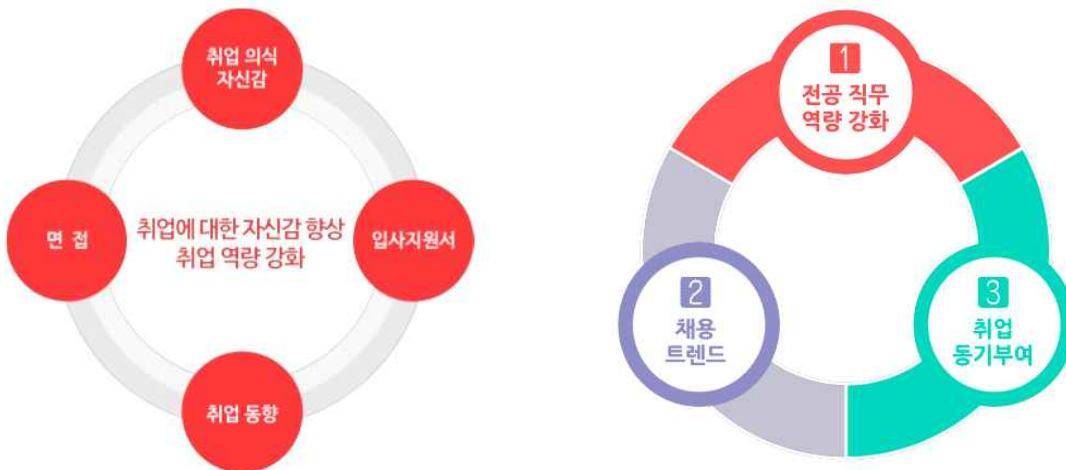 취업 의식
자신감
면 접
취업에 대한 자신감 향상
취업 역량 강화
입사지원서
취업 동향
1
전공 직무
역량 강화
2
채용
트렌드
3
취업
동기부여